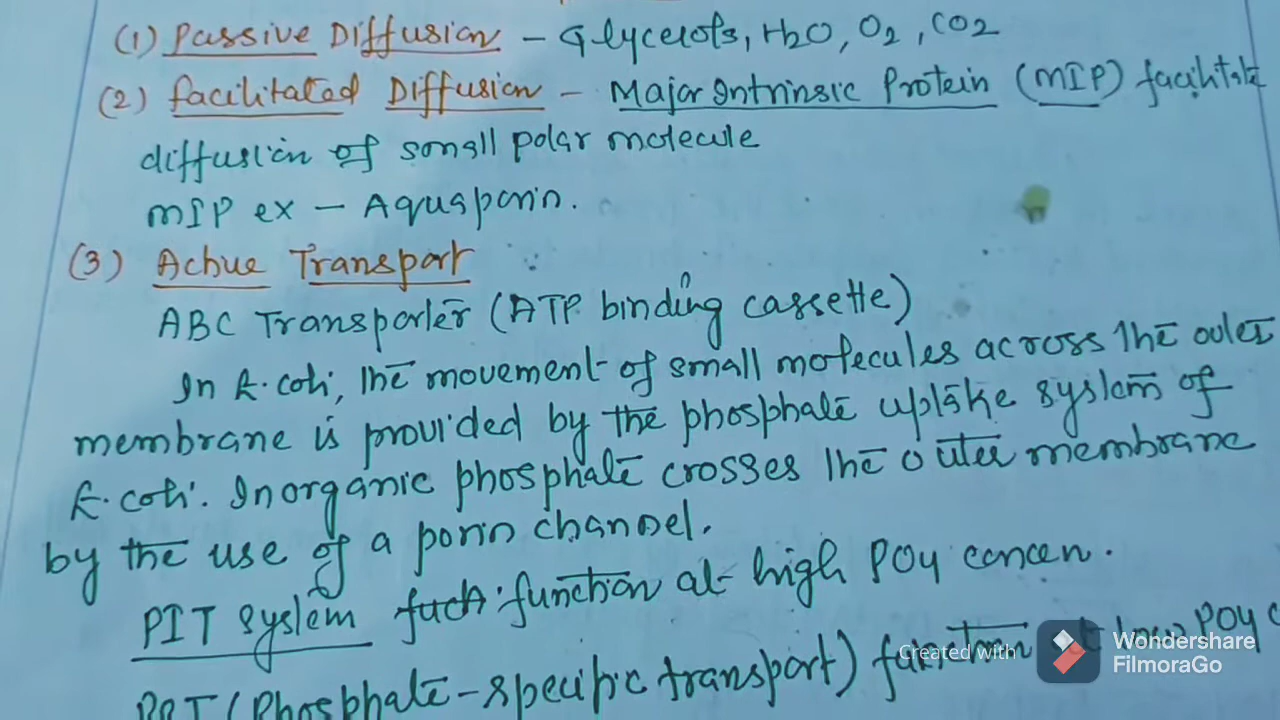 (1) Passive Diffusion - Glycerols, H2O, O2, CO2
(2) facilitated Diffusion - Major Intrinsic Protein (MIP) facilitate
diffusion of small polar molecule
MIP ex - Aquaporin.
(3) Active Transport
ABC Transporter (ATP binding cassette)
In E.coli, the movement of small molecules across the outer
membrane is provided by the phosphate uptake system of
E.coli. Inorganic phosphate crosses the outer membrane
by the use of a porin channel.
PIT system function at high PO4 concen.
(Phosphate-specific transport) function at low PO4
Created with
Wondershare
FilmoraGo